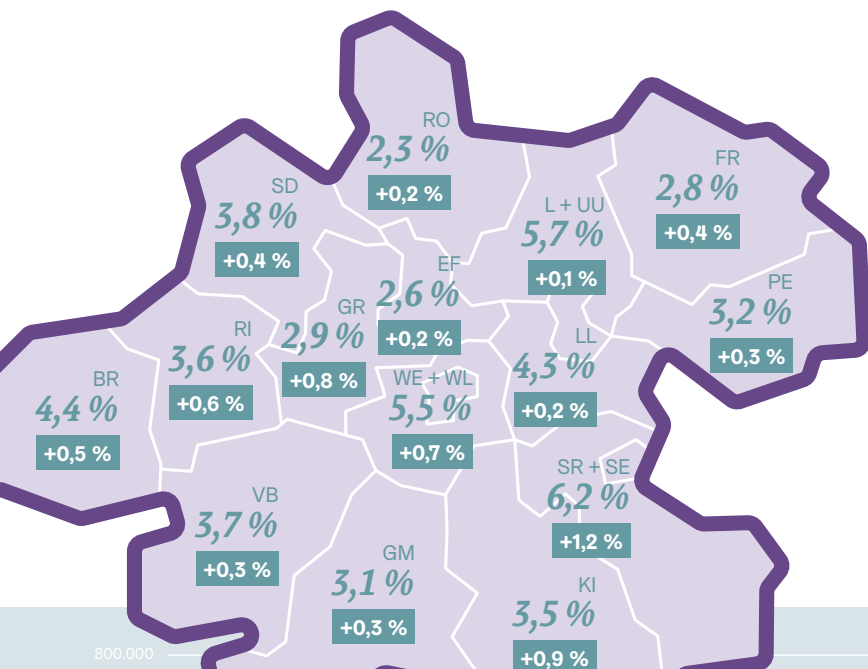 RO
2,3 %
+0,2 %
FR
2,8 %
+0,4 %
SD
3,8 %
+0,4 %
L + UU
5,7 %
+0,1 %
EF
2,6 %
+0,2 %
PE
3,2 %
+0,3 %
GR
2,9 %
+0,8 %
RI
3,6 %
+0,6 %
LL
4,3 %
+0,2 %
BR
4,4 %
+0,5 %
WE + WL
5,5 %
+0,7 %
SR + SE
6,2 %
+1,2 %
VB
3,7 %
+0,3 %
GM
3,1 %
+0,3 %
KI
3,5 %
+0,9 %
800.000